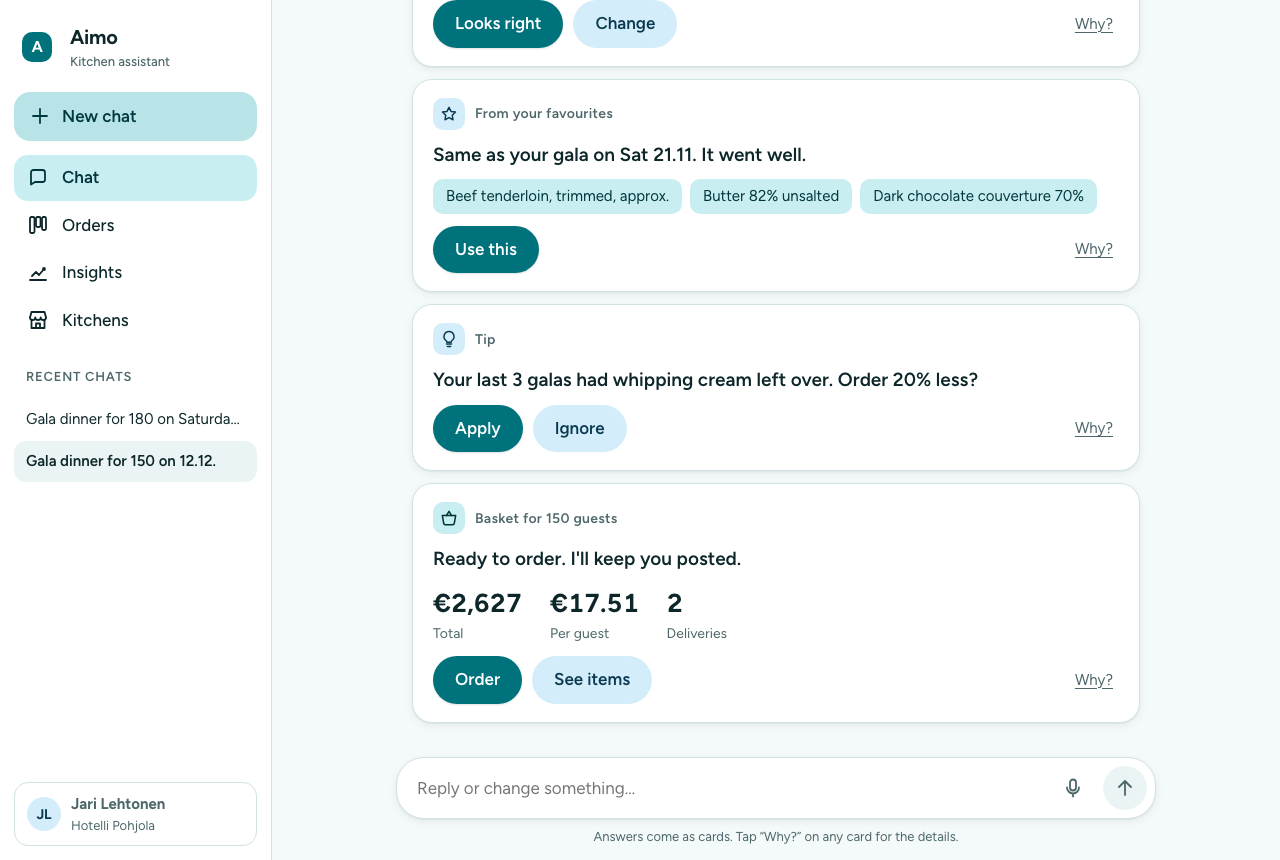 A
Aimo
Kitchen assistant
New chat
Chat
Orders
Insights
Kitchens
RECENT CHATS
Gala dinner for 180 on Saturda...
Gala dinner for 150 on 12.12.
JL
Jari Lehtonen
Hotelli Pohjola
Looks right
Change
Why?
From your favourites
Same as your gala on Sat 21.11. It went well.
Beef tenderloin, trimmed, approx.
Butter 82% unsalted
Dark chocolate couverture 70%
Use this
Why?
Tip
Your last 3 galas had whipping cream left over. Order 20% less?
Apply
Ignore
Why?
Basket for 150 guests
Ready to order. I'll keep you posted.
€2,627
Total
€17.51
Per guest
2
Deliveries
Order
See items
Why?
Reply or change something...
Answers come as cards. Tap “Why?” on any card for the details.